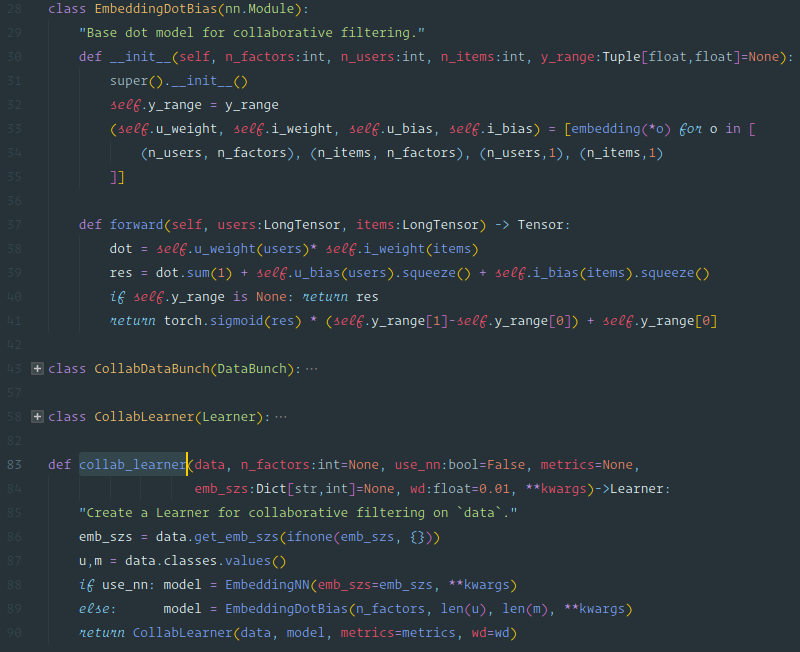 28 class EmbeddingDotBias(nn.Module):
29     "Base dot model for collaborative filtering."
30     def __init__(self, n_factors:int, n_users:int, n_items:int, y_range:Tuple[float,float]=None):
31         super().__init__()
32         self.y_range = y_range
33         (self.u_weight, self.i_weight, self.u_bias, self.i_bias) = [embedding(*o) for o in [
34             (n_users, n_factors), (n_items, n_factors), (n_users,1), (n_items,1)
35         ]]
36
37     def forward(self, users:LongTensor, items:LongTensor) -> Tensor:
38         dot = self.u_weight(users)* self.i_weight(items)
39         res = dot.sum(1) + self.u_bias(users).squeeze() + self.i_bias(items).squeeze()
40         if self.y_range is None: return res
41         return torch.sigmoid(res) * (self.y_range[1]-self.y_range[0]) + self.y_range[0]
42
43 + class CollabDataBunch(DataBunch): ⋯
57
58 + class CollabLearner(Learner): ⋯
82
83 def collab_learner(data, n_factors:int=None, use_nn:bool=False, metrics=None,
84                    emb_szs:Dict[str,int]=None, wd:float=0.01, **kwargs)->Learner:
85     "Create a Learner for collaborative filtering on `data`."
86     emb_szs = data.get_emb_szs(ifnone(emb_szs, {}))
87     u,m = data.classes.values()
88     if use_nn: model = EmbeddingNN(emb_szs=emb_szs, **kwargs)
89     else:      model = EmbeddingDotBias(n_factors, len(u), len(m), **kwargs)
90     return CollabLearner(data, model, metrics=metrics, wd=wd)